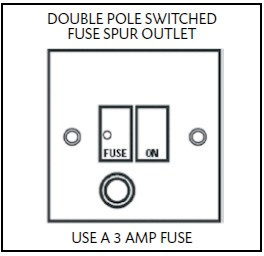 DOUBLE POLE SWITCHED
FUSE SPUR OUTLET
FUSE ON
USE A 3 AMP FUSE